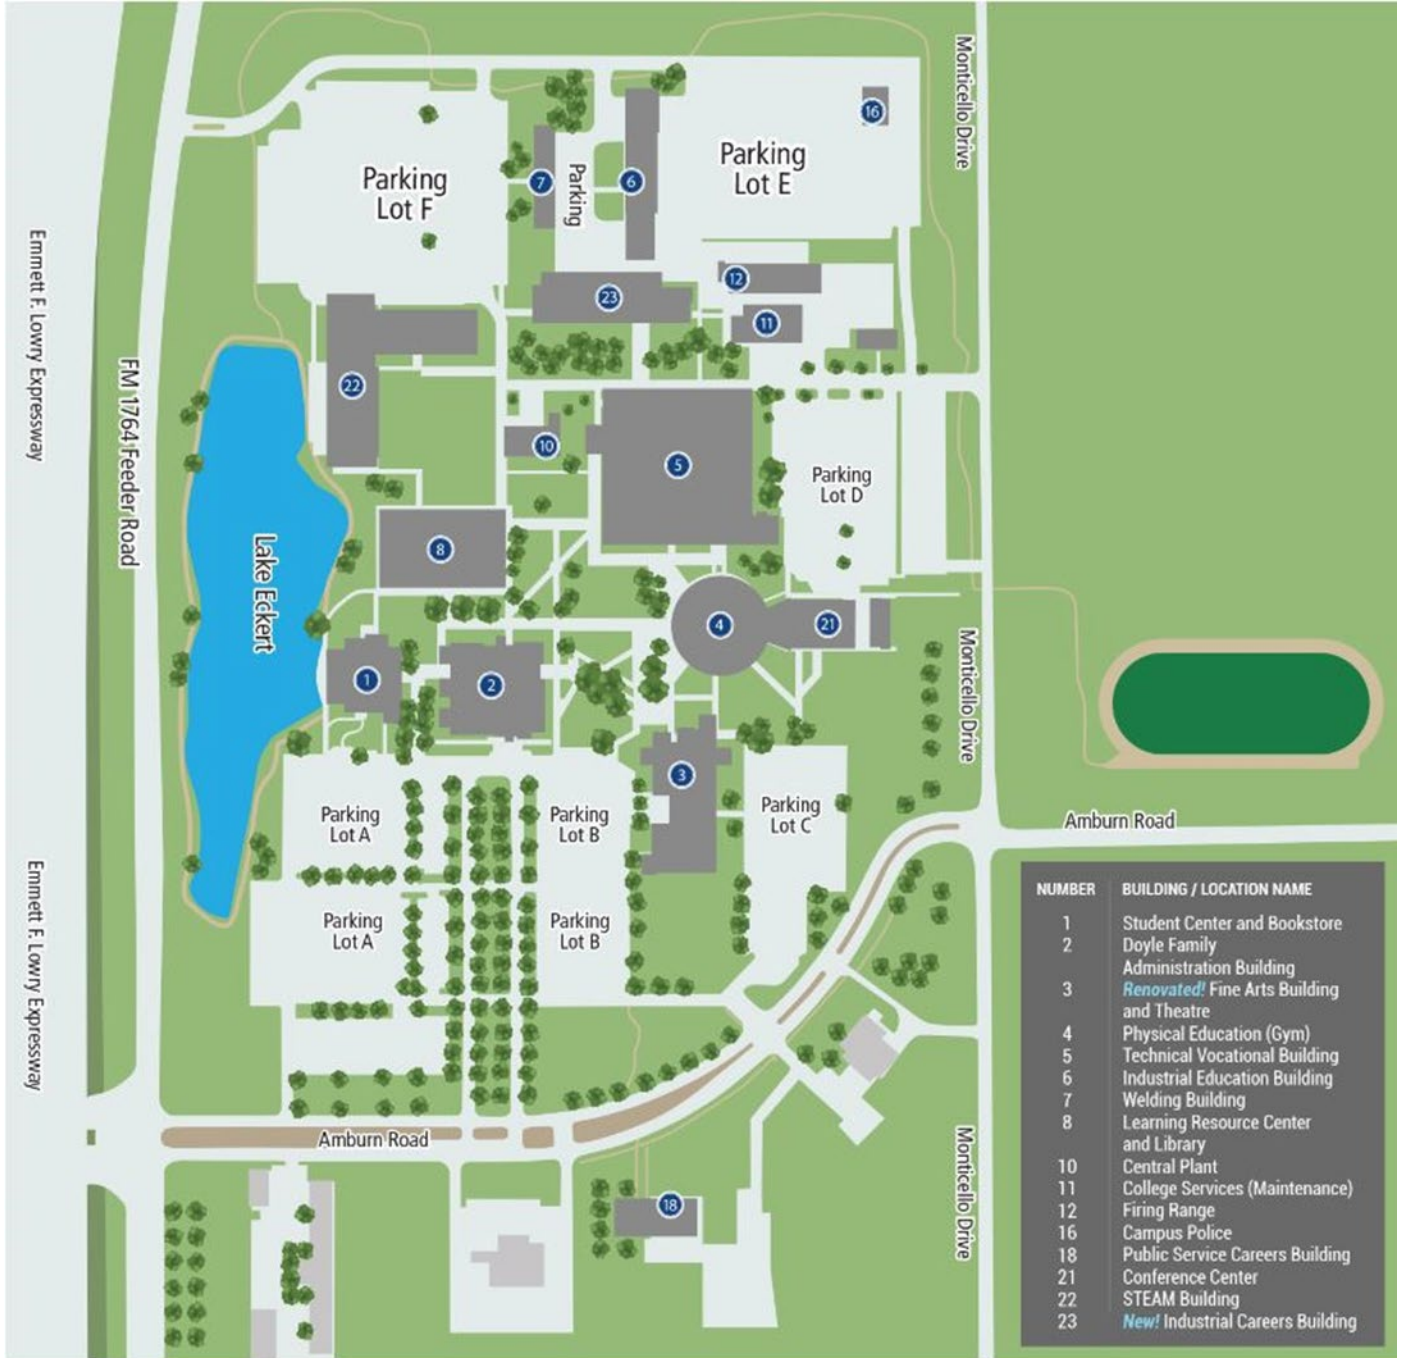 Monticello Drive
16
Parking
Lot E
Parking
Lot F
7
Parking
6
Emmett F. Lowry Expressway
12
23
11
FM 1764 Feeder Road
22
10
5
Parking
Lot D
8
Lake Eckert
4
21
Monticello Drive
1
2
3
Parking
Lot A
Parking
Lot B
Parking
Lot C
Amburn Road
Emmett F. Lowry Expressway
Parking
Lot A
Parking
Lot B
Amburn Road
Monticello Drive
18
NUMBER BUILDING / LOCATION NAME
1 Student Center and Bookstore
2 Doyle Family
Administration Building
3 Renovated! Fine Arts Building
and Theatre
4 Physical Education (Gym)
5 Technical Vocational Building
6 Industrial Education Building
7 Welding Building
8 Learning Resource Center
and Library
10 Central Plant
11 College Services (Maintenance)
12 Firing Range
16 Campus Police
18 Public Service Careers Building
21 Conference Center
22 STEAM Building
23 New! Industrial Careers Building